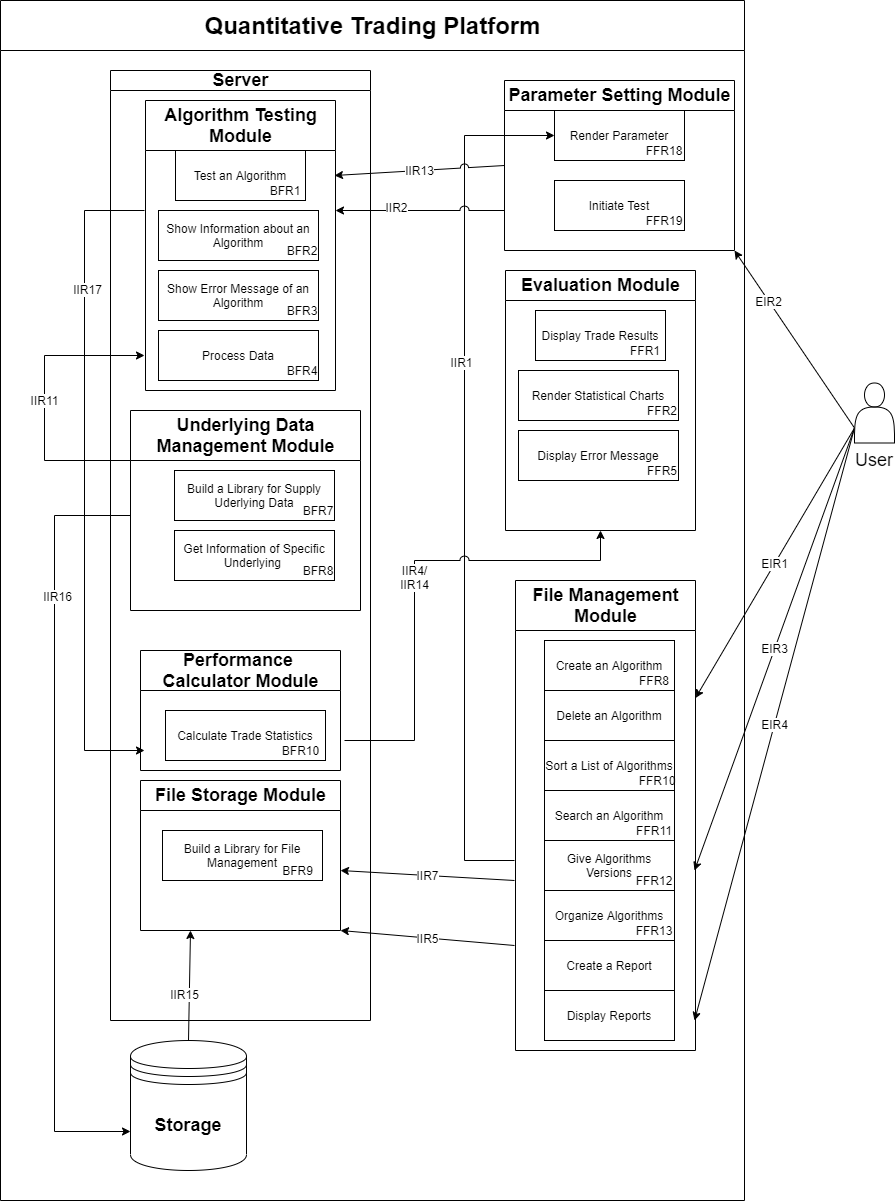 Quantitative Trading Platform
Server
Algorithm Testing
Module
Test an Algorithm
BFR1
Show Information about an
Algorithm
BFR2
Show Error Message of an
Algorithm
BFR3
Process Data
BFR4
Underlying Data
Management Module
Build a Library for Supply
Uderlying Data
BFR7
Get Information of Specific
Underlying
BFR8
Performance
Calculator Module
Calculate Trade Statistics
BFR10
File Storage Module
Build a Library for File
Management
BFR9
Storage
Parameter Setting Module
Render Parameter
FFR18
Initiate Test
FFR19
Evaluation Module
Display Trade Results
FFR1
Render Statistical Charts
FFR2
Display Error Message
FFR5
File Management
Module
Create an Algorithm
FFR8
Delete an Algorithm
Sort a List of Algorithms
FFR10
Search an Algorithm
FFR11
Give Algorithms
Versions
FFR12
Organize Algorithms
FFR13
Create a Report
Display Reports
IIR13
IIR2
IIR17
IIR11
IIR1
IIR16
IIR4/
IIR14
IIR7
IIR5
IIR15
EIR2
EIR1
EIR3
EIR4
User